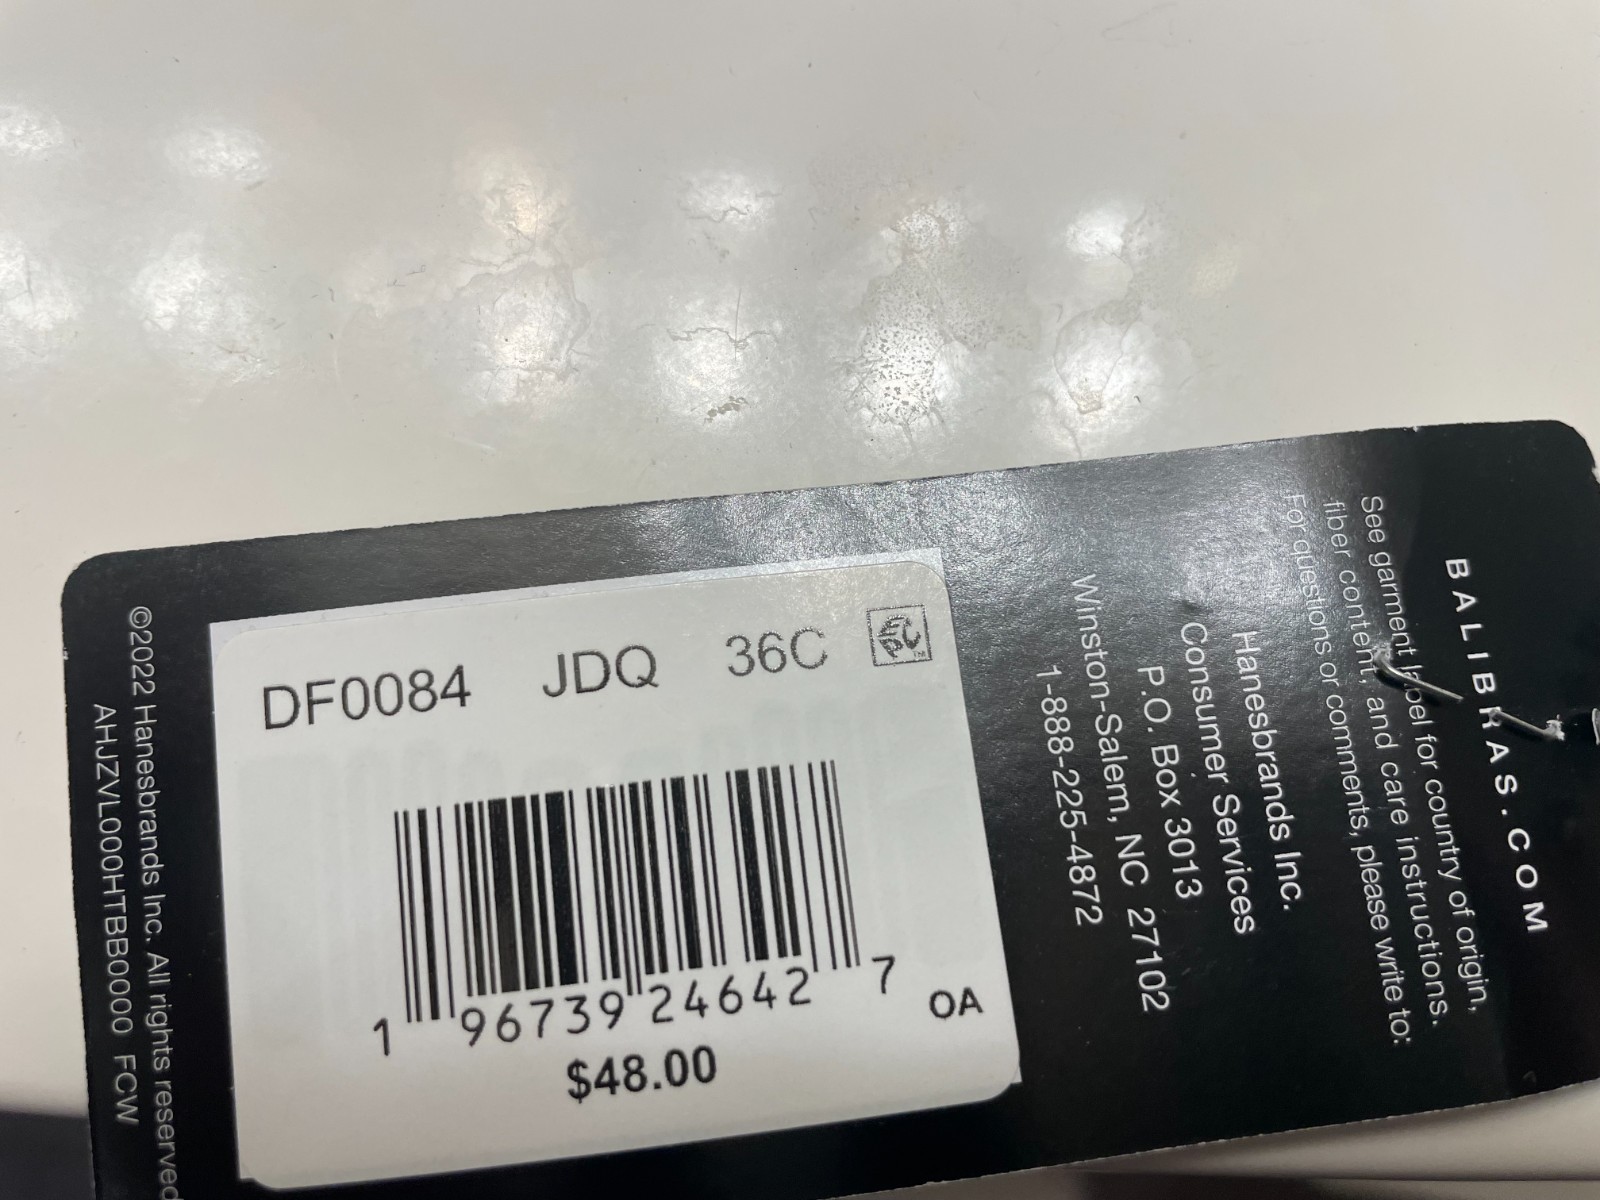 DF0084 JDQ 36C
1 96739 24642 7
OA
$48.00
BALIBRAS.COM
See garment label for country of origin,
fiber content, and care instructions.
For questions or comments, please write to:
Hanesbrands Inc.
Consumer Services
P.O. Box 3013
Winston-Salem, NC 27102
1-888-225-4872
©2022 Hanesbrands Inc. All rights reserved
AHJZVL000HTBB0000 FCW